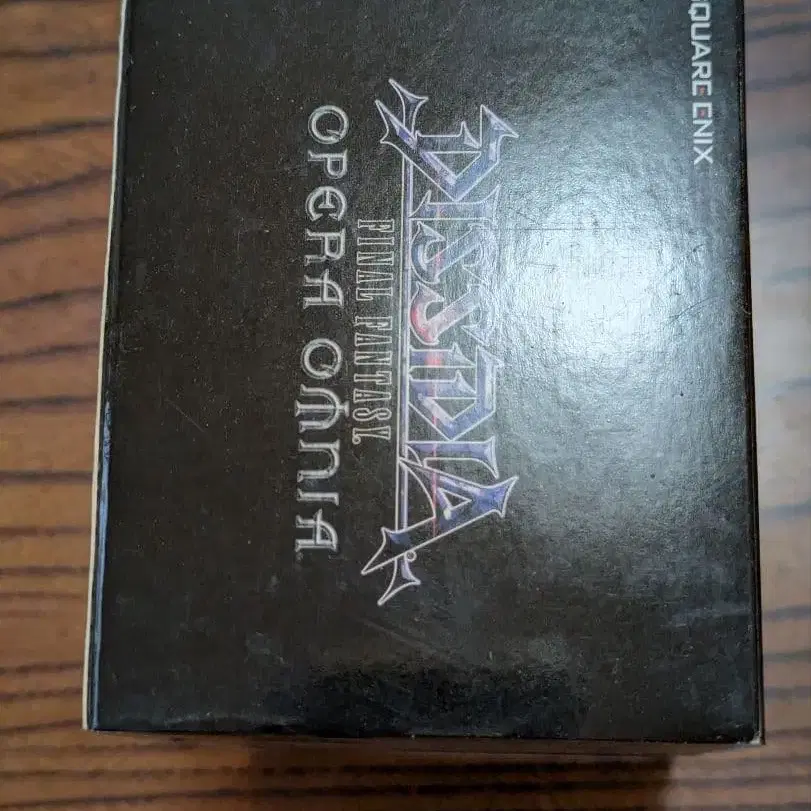 SQUARE ENIX
DISSIDIA
FINAL FANTASY
OPERA OMNIA